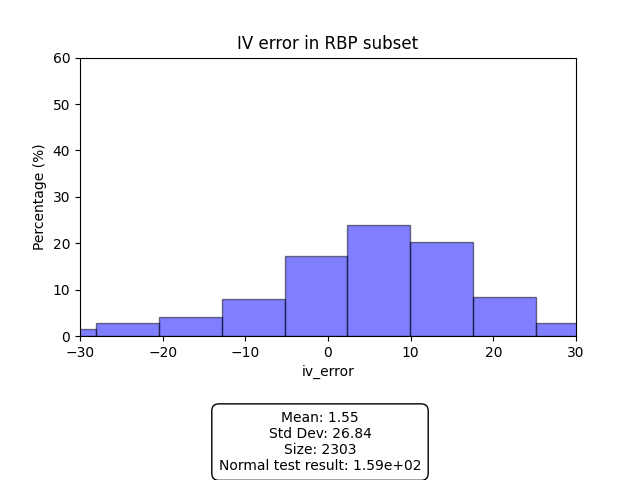 IV error in RBP subset
60
50
40
30
20
10
0
Percentage (%)
−30
−20
−10
0
10
20
30
iv_error
Mean: 1.55
Std Dev: 26.84
Size: 2303
Normal test result: 1.59e+02